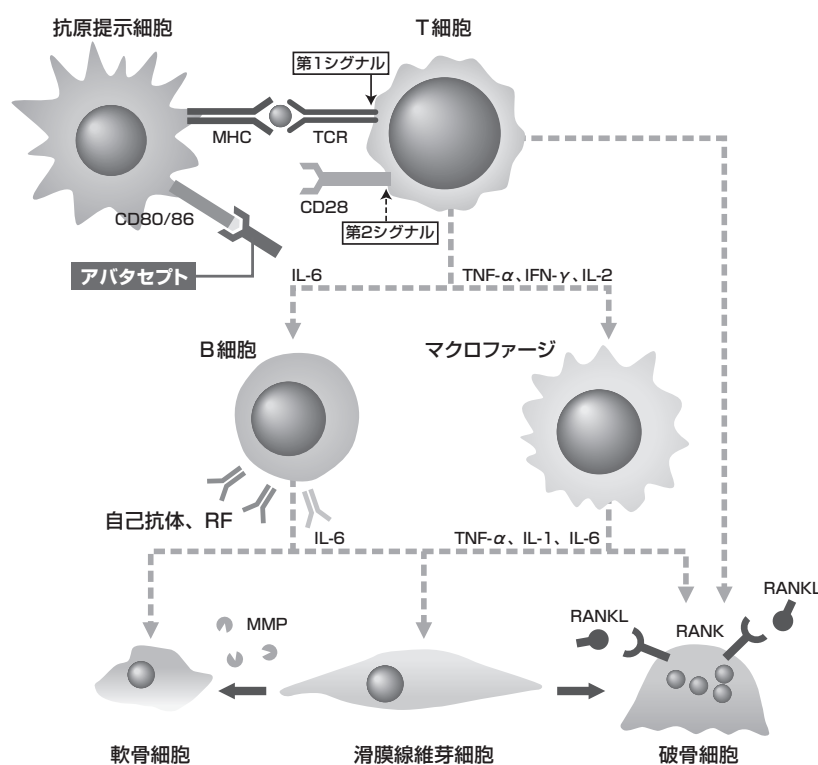 抗原提示細胞
T細胞
第1シグナル
MHC
TCR
CD80/86
CD28
第2シグナル
アバタセプト
IL-6
TNF-α、IFN-γ、IL-2
B細胞
マクロファージ
自己抗体、RF
IL-6
TNF-α、IL-1、IL-6
MMP
RANKL
RANK
RANKL
軟骨細胞
滑膜線維芽細胞
破骨細胞